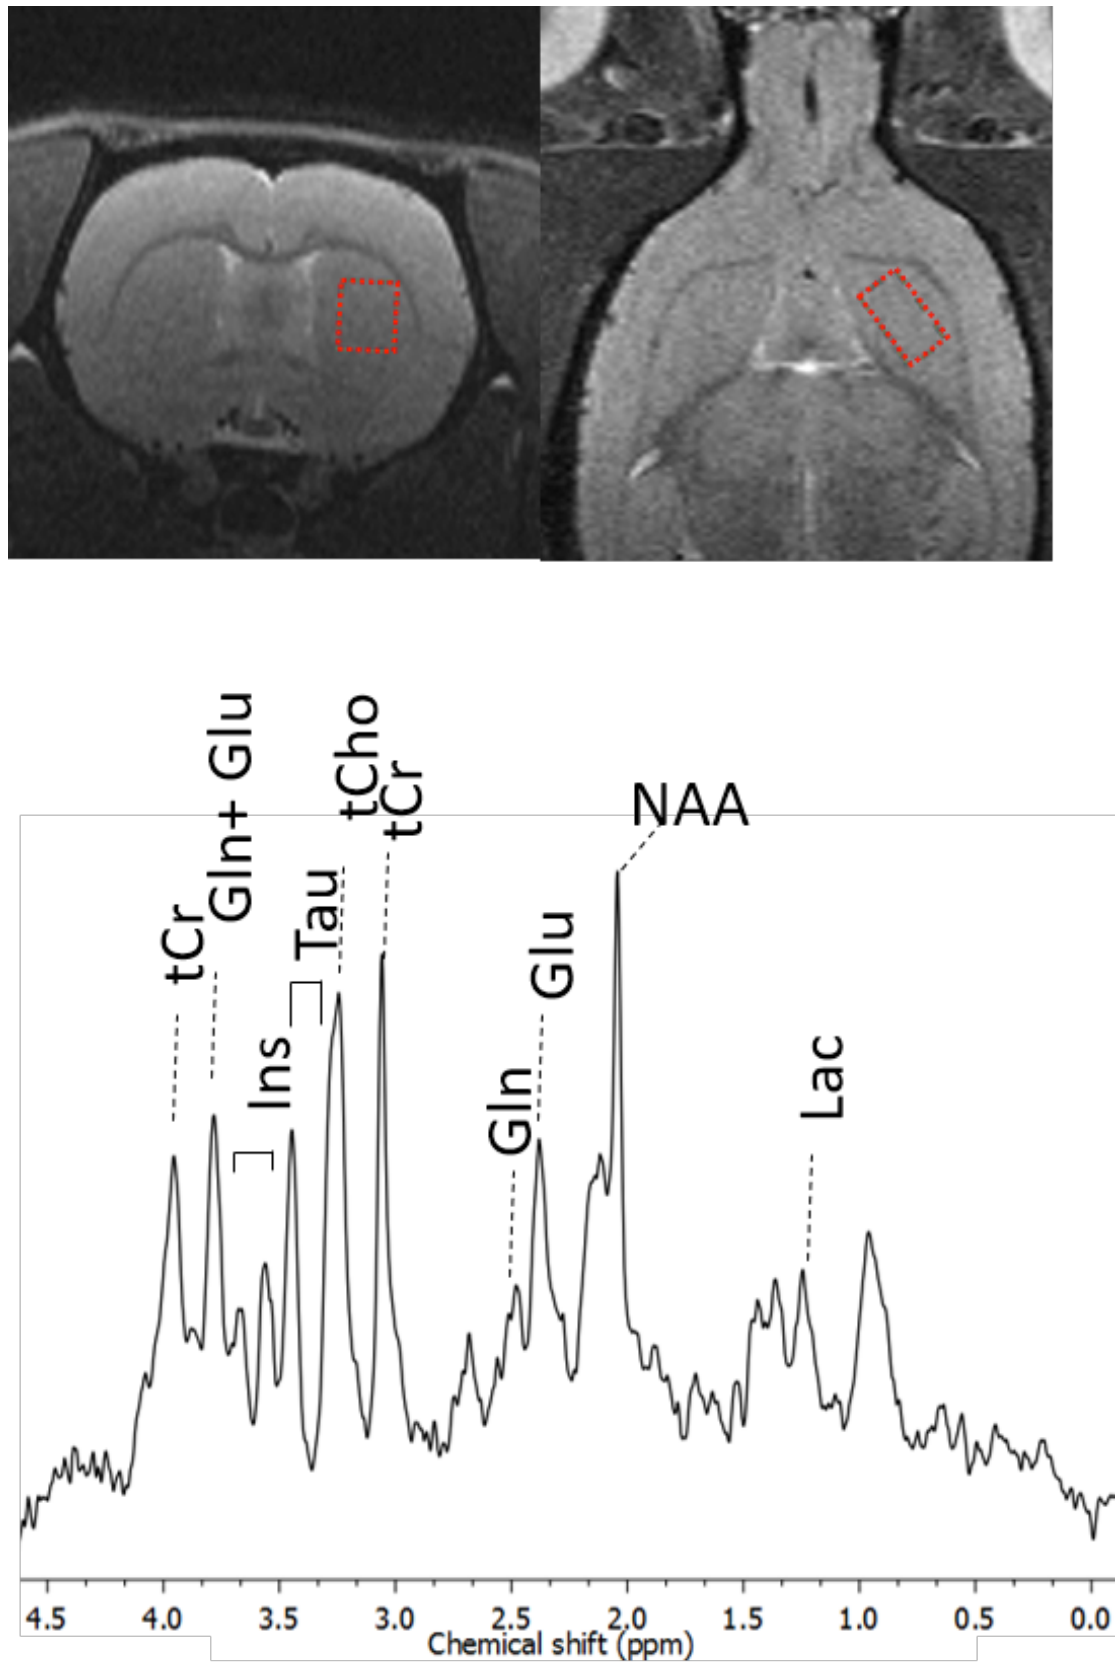 tCr
Gln+ Glu
Ins
Tau
tCho
tCr
Gln
Glu
NAA
Lac
4.5 4.0 3.5 3.0 2.5 2.0 1.5 1.0 0.5 0.0
Chemical shift (ppm)